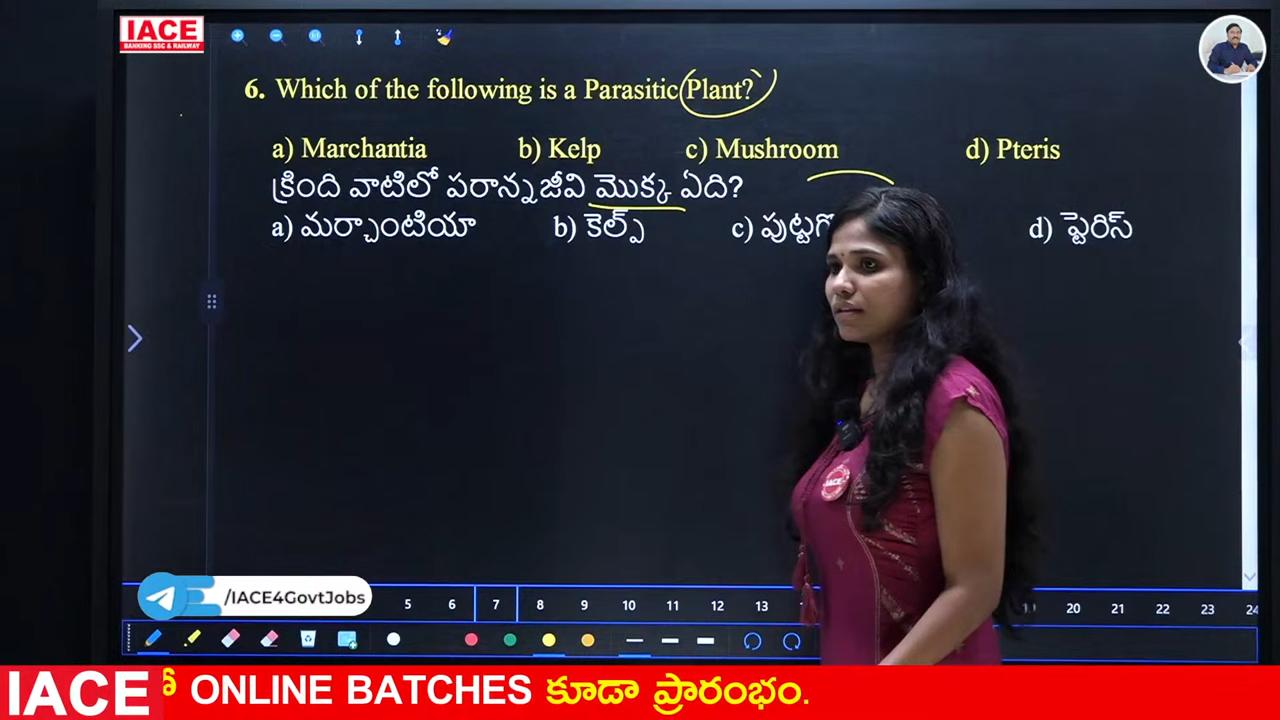 IACE
BANKING SSC & RAILWAY
6. Which of the following is a Parasitic Plant?
a) Marchantia b) Kelp c) Mushroom d) Pteris
క్రింది వాటిలో పరాన్న జీవి మొక్క ఏది?
a) మర్చాంటియా b) కెల్ప్ c) d) ఫ్టెరిస్
/IACE4GovtJobs
5 6 7 8 9 10 11 12 13 20 21 22 23 24
IACE
IACE ONLINE BATCHES కూడా ప్రారంభం.